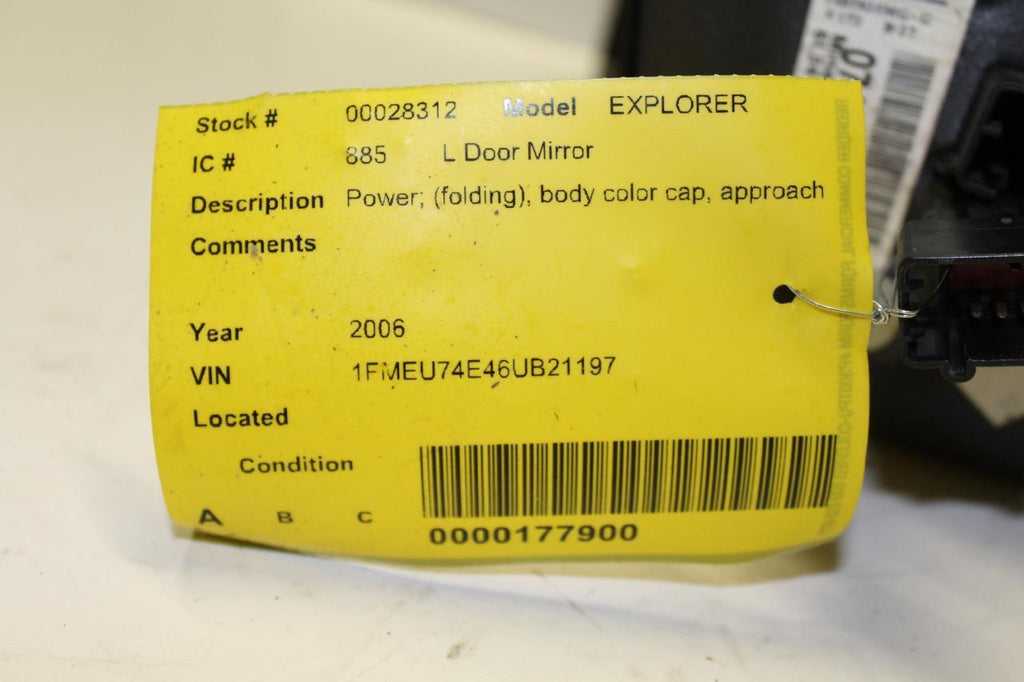 Stock # 00028312 Model EXPLORER
IC # 885 L Door Mirror
Description Power; (folding), body color cap, approach
Comments
Year 2006
VIN 1FMEU74E46UB21197
Located
Condition
A B C
0000177900